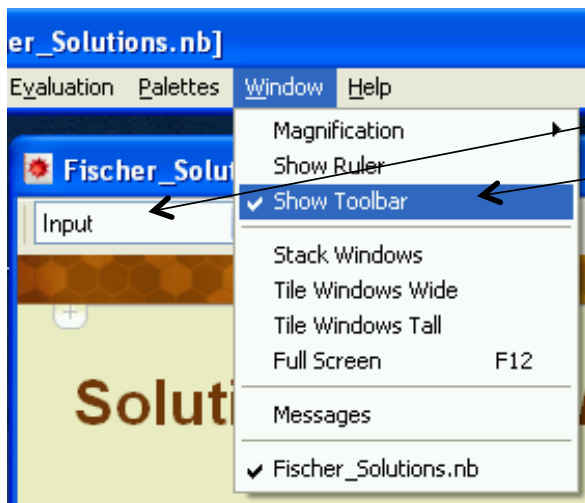 er_Solutions.nb]
Evaluation Palettes Window Help
Magnification
Fischer_Solut
Show Ruler
Show Toolbar
Input
Stack Windows
Tile Windows Wide
Tile Windows Tall
Full Screen F12
Solut
Messages
Fischer_Solutions.nb